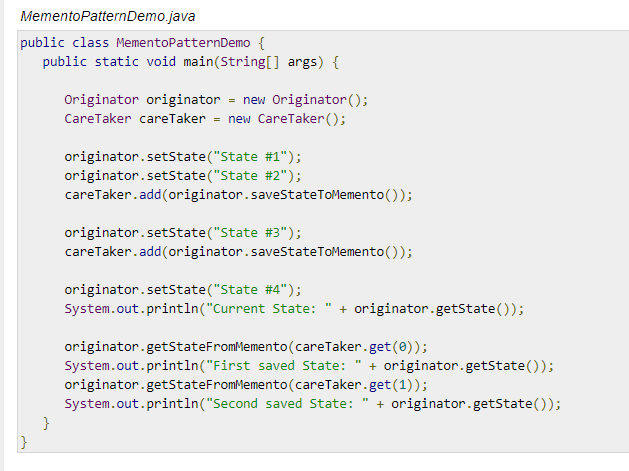 MementoPatternDemo.java
public class MementoPatternDemo {
   public static void main(String[] args) {
      Originator originator = new Originator();
      CareTaker careTaker = new CareTaker();
      originator.setState("State #1");
      originator.setState("State #2");
      careTaker.add(originator.saveStateToMemento());
      originator.setState("State #3");
      careTaker.add(originator.saveStateToMemento());
      originator.setState("State #4");
      System.out.println("Current State: " + originator.getState());
      originator.getStateFromMemento(careTaker.get(0));
      System.out.println("First saved State: " + originator.getState());
      originator.getStateFromMemento(careTaker.get(1));
      System.out.println("Second saved State: " + originator.getState());
   }
}